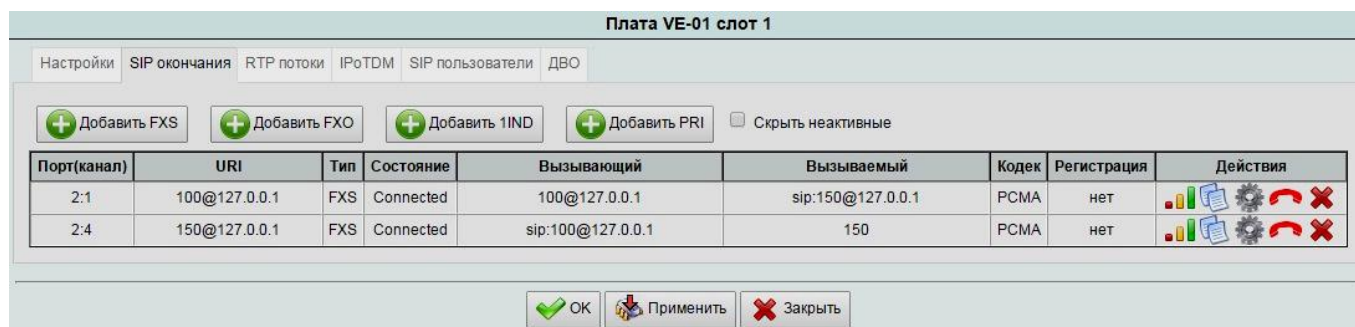 Плата VE-01 слот 1
Настройки SIP окончания RTP потоки IPoTDM SIP пользователи ДВО
Добавить FXS Добавить FXO Добавить 1IND Добавить PRI Скрыть неактивные
Порт(канал) URI Тип Состояние Вызывающий Вызываемый Кодек Регистрация Действия
2:1 100@127.0.0.1 FXS Connected 100@127.0.0.1 sip:150@127.0.0.1 PCMA нет
2:4 150@127.0.0.1 FXS Connected sip:100@127.0.0.1 150 PCMA нет
OK Применить Закрыть